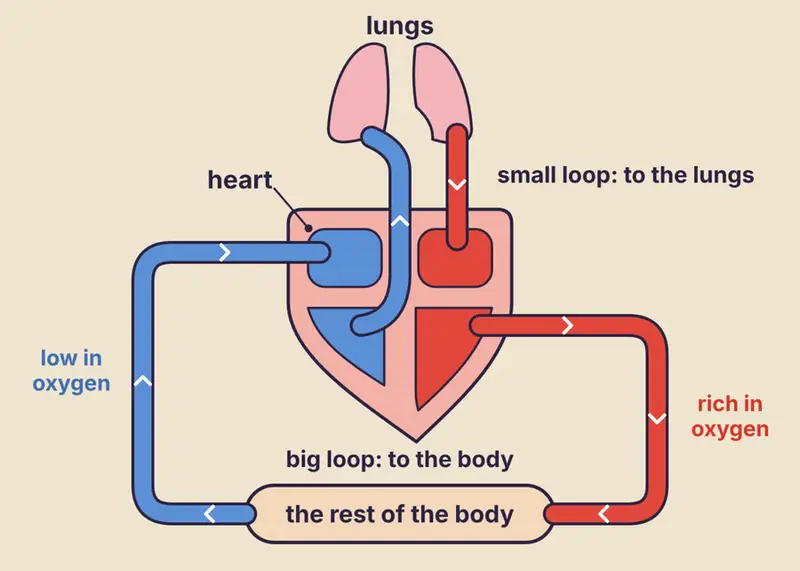 lungs
heart
small loop: to the lungs
low in
oxygen
rich in
oxygen
big loop: to the body
the rest of the body